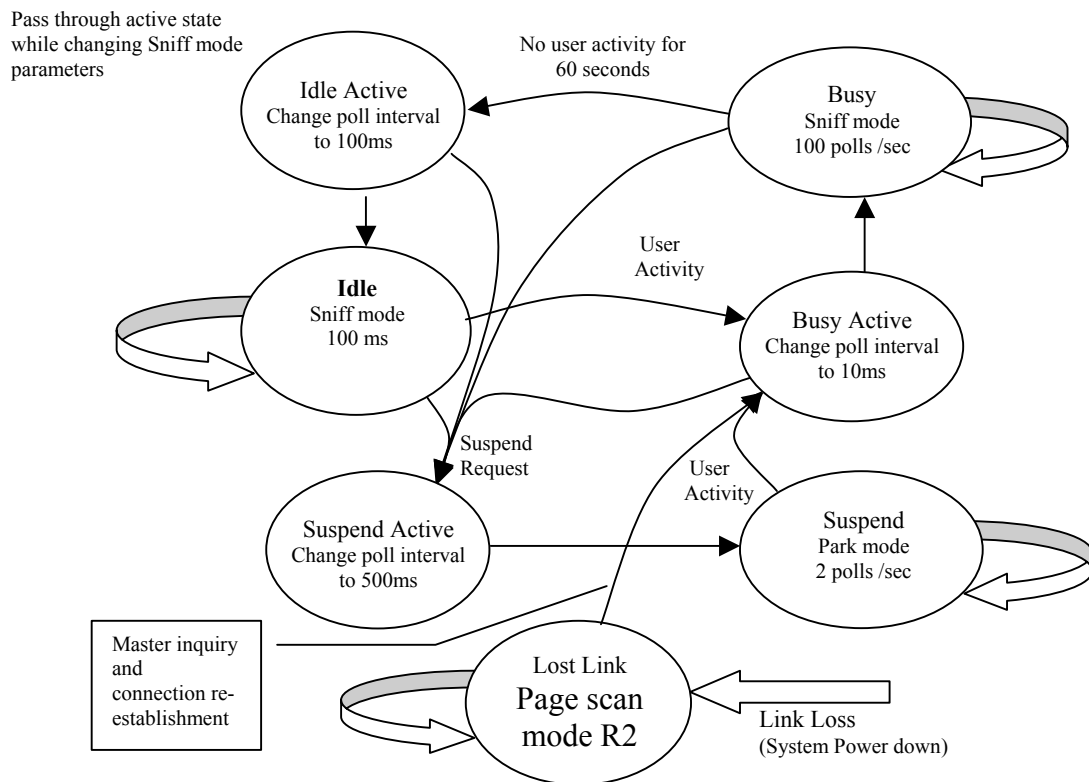 Pass through active state
while changing Sniff mode
parameters
No user activity for
60 seconds
Idle Active
Change poll interval
to 100ms
Busy
Sniff mode
100 polls /sec
Idle
Sniff mode
100 ms
User
Activity
Busy Active
Change poll interval
to 10ms
Suspend
Request
User
Activity
Suspend Active
Change poll interval
to 500ms
Suspend
Park mode
2 polls /sec
Master inquiry
and
connection re-
establishment
Lost Link
Page scan
mode R2
Link Loss
(System Power down)